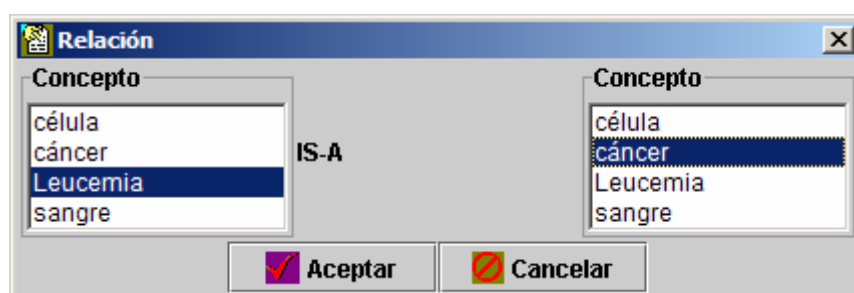 Relación
Concepto
célula
cáncer
Leucemia
sangre
IS-A
Concepto
célula
cáncer
Leucemia
sangre
Aceptar
Cancelar